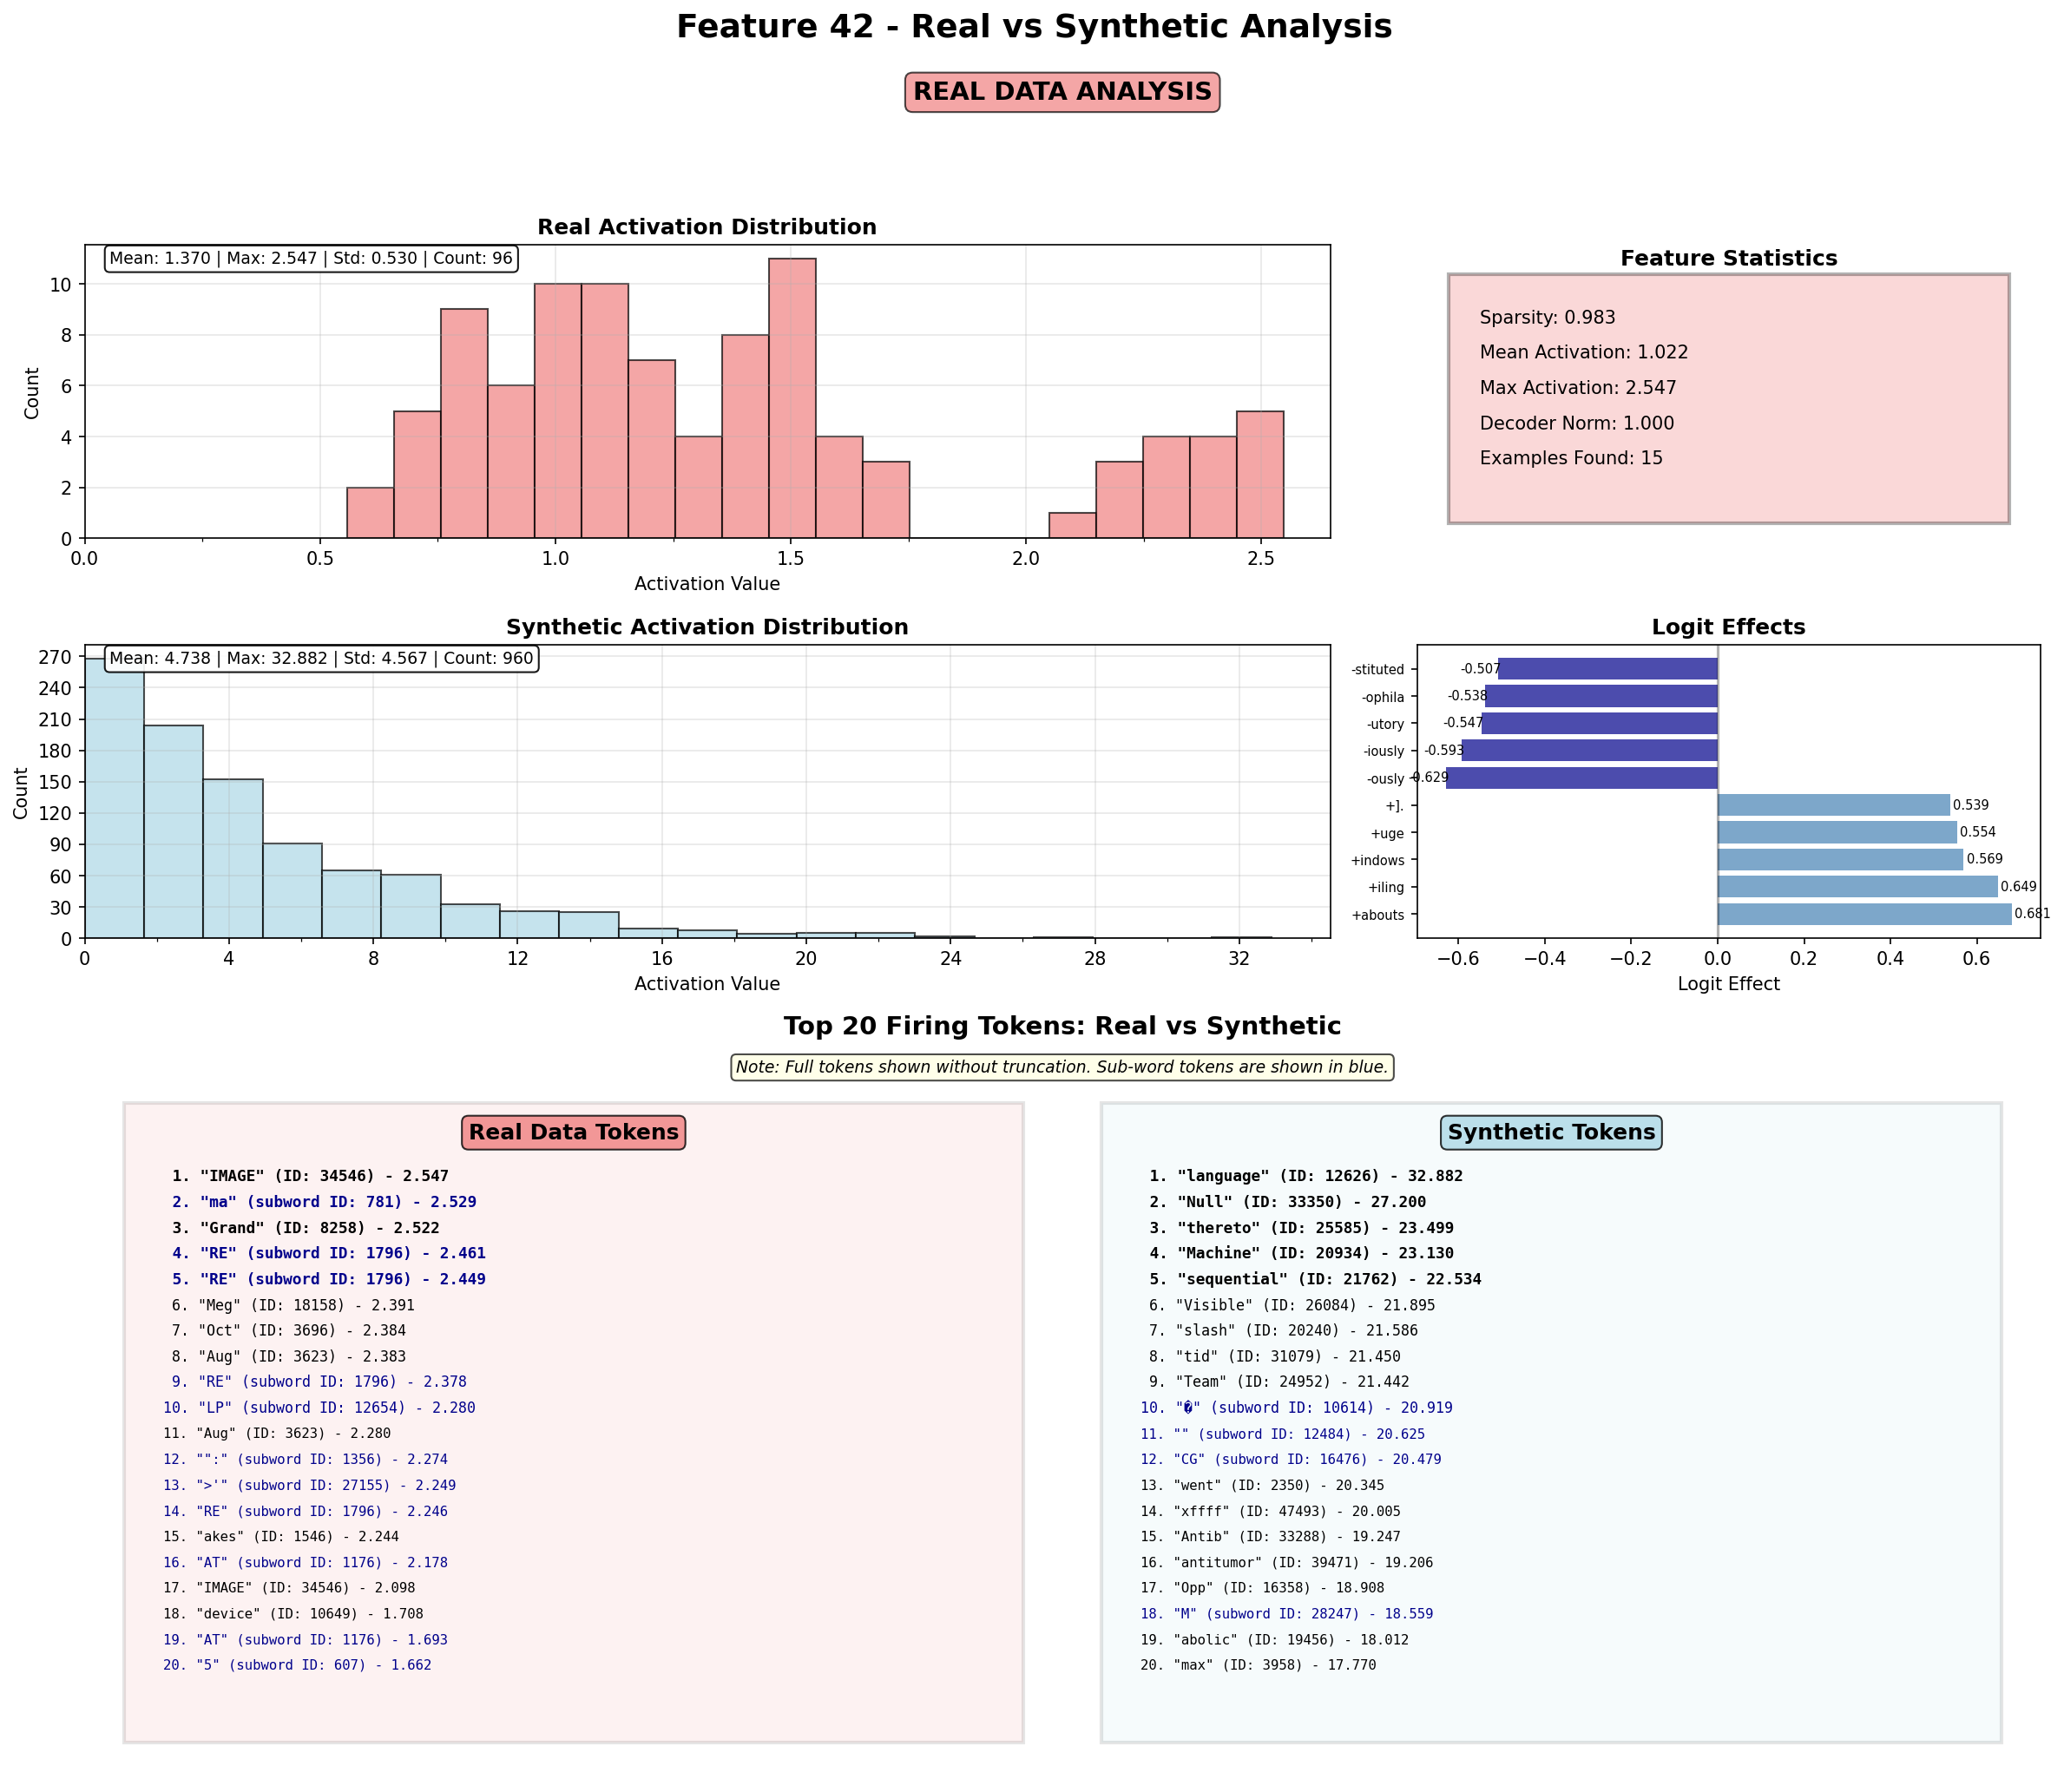 Feature 42 - Real vs Synthetic Analysis
REAL DATA ANALYSIS
Real Activation Distribution
Mean: 1.370 | Max: 2.547 | Std: 0.530 | Count: 96
Count
10
8
6
4
2
0
0.0 0.5 1.0 1.5 2.0 2.5
Activation Value
Feature Statistics
Sparsity: 0.983
Mean Activation: 1.022
Max Activation: 2.547
Decoder Norm: 1.000
Examples Found: 15
Synthetic Activation Distribution
Mean: 4.738 | Max: 32.882 | Std: 4.567 | Count: 960
Count
270
240
210
180
150
120
90
60
30
0
0 4 8 12 16 20 24 28 32
Activation Value
Logit Effects
-stituted -0.507
-ophila -0.538
-utory -0.547
-iously -0.593
-ously -0.629
+]. 0.539
+uge 0.554
+indows 0.569
+iling 0.649
+abouts 0.681
−0.6 −0.4 −0.2 0.0 0.2 0.4 0.6
Logit Effect
Top 20 Firing Tokens: Real vs Synthetic
Note: Full tokens shown without truncation. Sub-word tokens are shown in blue.
Real Data Tokens
1. "IMAGE" (ID: 34546) - 2.547
2. "ma" (subword ID: 781) - 2.529
3. "Grand" (ID: 8258) - 2.522
4. "RE" (subword ID: 1796) - 2.461
5. "RE" (subword ID: 1796) - 2.449
6. "Meg" (ID: 18158) - 2.391
7. "Oct" (ID: 3696) - 2.384
8. "Aug" (ID: 3623) - 2.383
9. "RE" (subword ID: 1796) - 2.378
10. "LP" (subword ID: 12654) - 2.280
11. "Aug" (ID: 3623) - 2.280
12. "":" (subword ID: 1356) - 2.274
13. ">'" (subword ID: 27155) - 2.249
14. "RE" (subword ID: 1796) - 2.246
15. "akes" (ID: 1546) - 2.244
16. "AT" (subword ID: 1176) - 2.178
17. "IMAGE" (ID: 34546) - 2.098
18. "device" (ID: 10649) - 1.708
19. "AT" (subword ID: 1176) - 1.693
20. "5" (subword ID: 607) - 1.662
Synthetic Tokens
1. "language" (ID: 12626) - 32.882
2. "Null" (ID: 33350) - 27.200
3. "thereto" (ID: 25585) - 23.499
4. "Machine" (ID: 20934) - 23.130
5. "sequential" (ID: 21762) - 22.534
6. "Visible" (ID: 26084) - 21.895
7. "slash" (ID: 20240) - 21.586
8. "tid" (ID: 31079) - 21.450
9. "Team" (ID: 24952) - 21.442
10. "�" (subword ID: 10614) - 20.919
11. "" (subword ID: 12484) - 20.625
12. "CG" (subword ID: 16476) - 20.479
13. "went" (ID: 2350) - 20.345
14. "xffff" (ID: 47493) - 20.005
15. "Antib" (ID: 33288) - 19.247
16. "antitumor" (ID: 39471) - 19.206
17. "Opp" (ID: 16358) - 18.908
18. "M" (subword ID: 28247) - 18.559
19. "abolic" (ID: 19456) - 18.012
20. "max" (ID: 3958) - 17.770